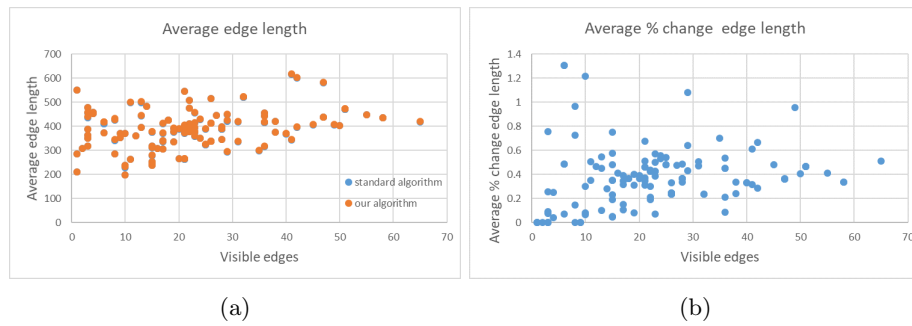 Average edge length
700
600
500
400
300
200
100
0
0 10 20 30 40 50 60 70
Average edge length
Visible edges
standard algorithm
our algorithm
(a)
Average % change edge length
1.4
1.2
1
0.8
0.6
0.4
0.2
0
0 10 20 30 40 50 60 70
Average % change edge length
Visible edges
(b)